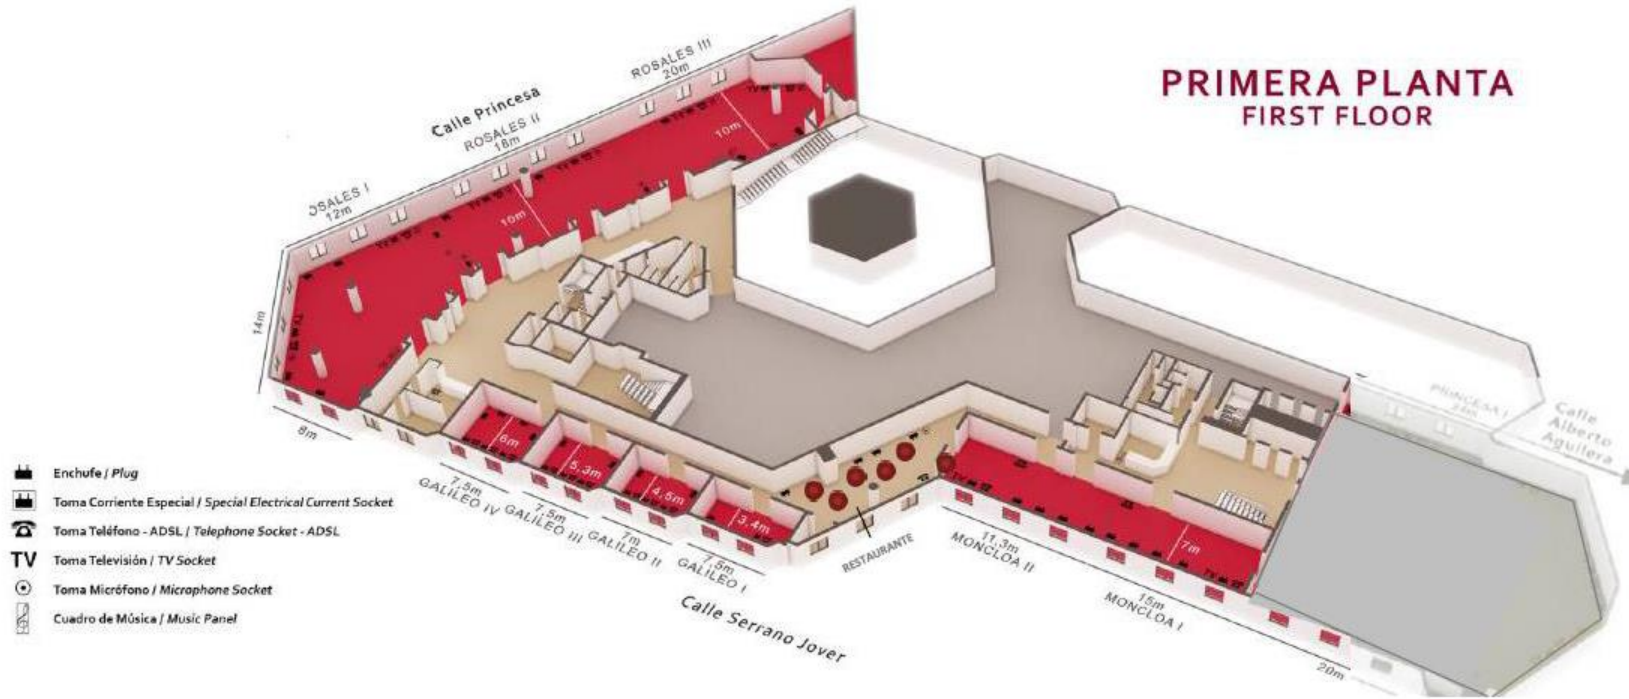 PRIMERA PLANTA
FIRST FLOOR
Calle Princesa
ROSALES III
20m
ROSALES II
18m
OSALES I
12m
10m
10m
14m
8m
6m
5,3m
4,5m
3,4m
7m
7,5m
GALILEO IV
7,5m
GALILEO III
7m
GALILEO II
7,5m
GALILEO I
RESTAURANTE
11,3m
MONCLOA II
15m
MONCLOA I
20m
PRINCESA I
Calle
Alberto
Aguilera
Calle Serrano Jover
Enchufe / Plug
Toma Corriente Especial / Special Electrical Current Socket
Toma Teléfono - ADSL / Telephone Socket - ADSL
TV Toma Televisión / TV Socket
Toma Micrófono / Microphone Socket
Cuadro de Música / Music Panel